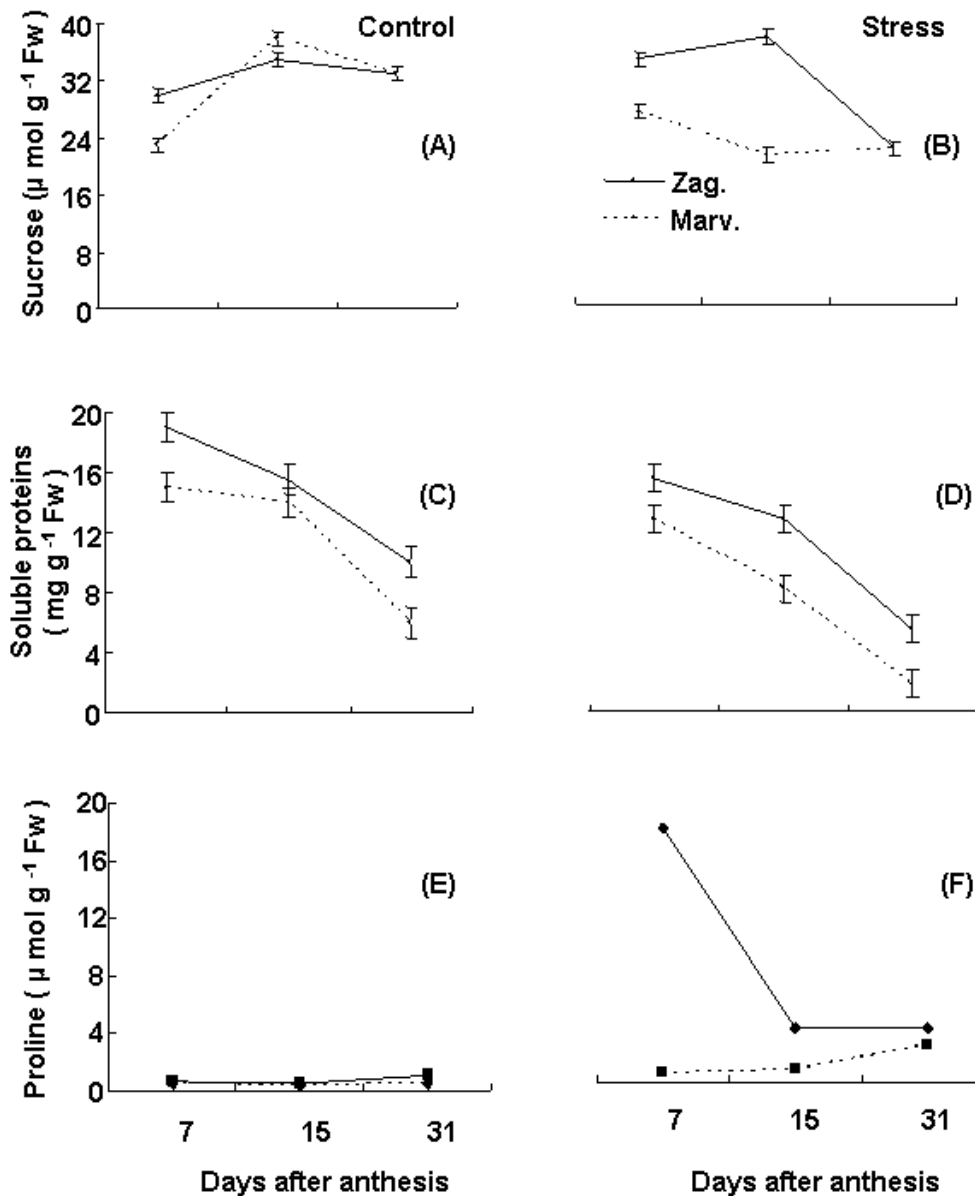 Control
Stress
Sucrose (μ mol g -1 Fw)
40
32
24
16
8
0
(A)
(B)
Zag.
Marv.
Soluble proteins
( mg g -1 Fw )
20
16
12
8
4
0
(C)
(D)
Proline ( μ mol g -1 Fw )
20
16
12
8
4
0
(E)
(F)
7
15
31
7
15
31
Days after anthesis
Days after anthesis